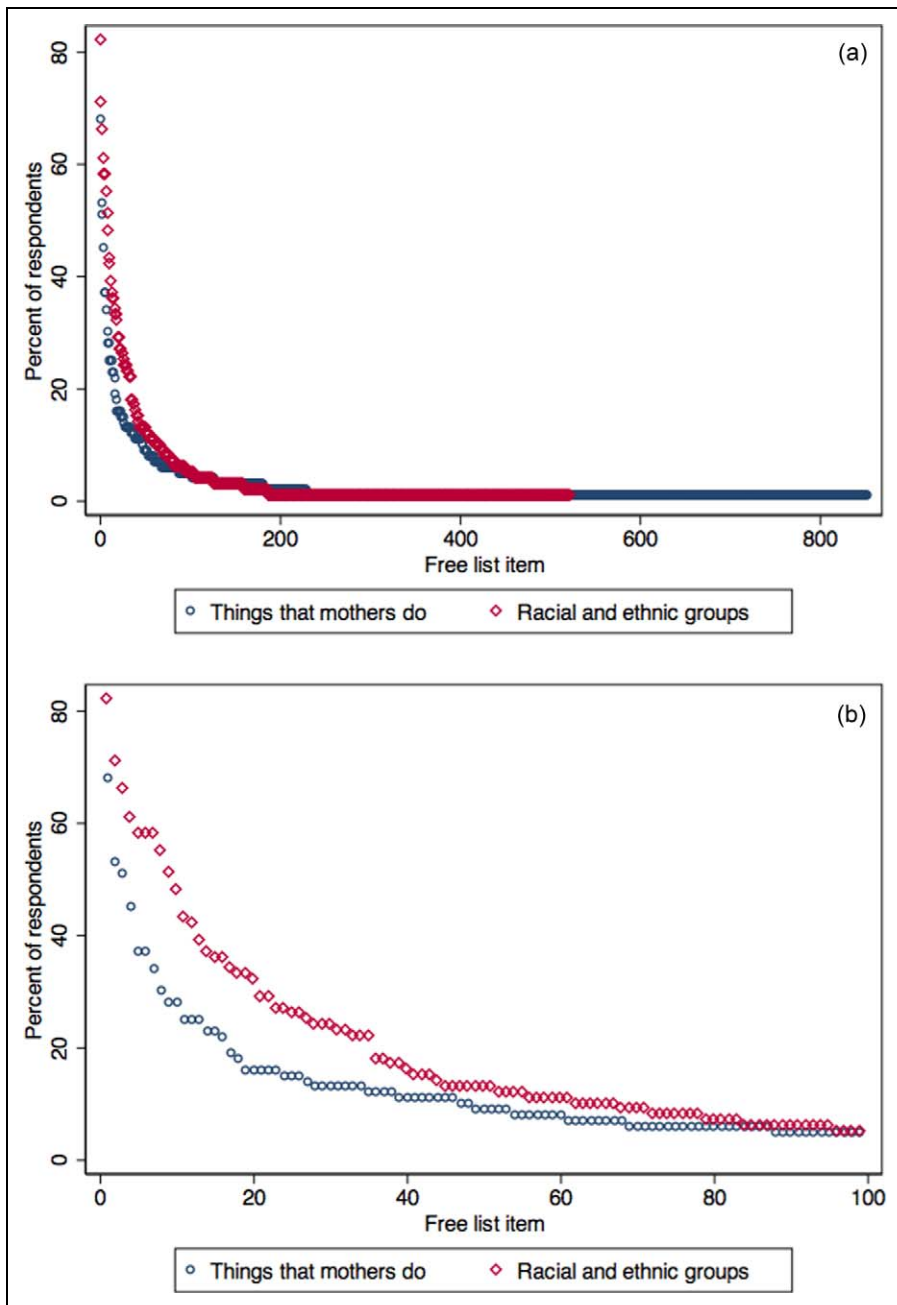 (a)
80
60
40
20
0
Percent of respondents
0 200 400 600 800
Free list item
Things that mothers do Racial and ethnic groups
(b)
80
60
40
20
0
Percent of respondents
0 20 40 60 80 100
Free list item
Things that mothers do Racial and ethnic groups